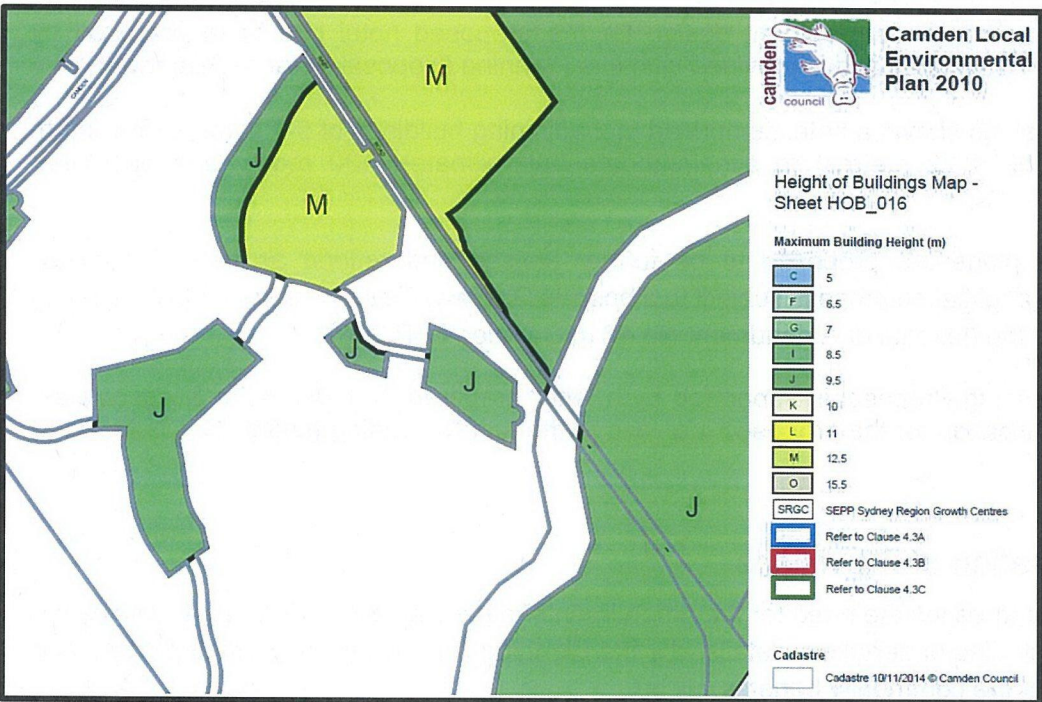 camden
council
Camden Local
Environmental
Plan 2010
Height of Buildings Map -
Sheet HOB_016
Maximum Building Height (m)
C 5
F 6.5
G 7
I 8.5
J 9.5
K 10
L 11
M 12.5
O 15.5
SRGC SEPP Sydney Region Growth Centres
Refer to Clause 4.3A
Refer to Clause 4.3B
Refer to Clause 4.3C
Cadastre
Cadastre 10/11/2014 © Camden Council
M
J
M
J
J
J
J